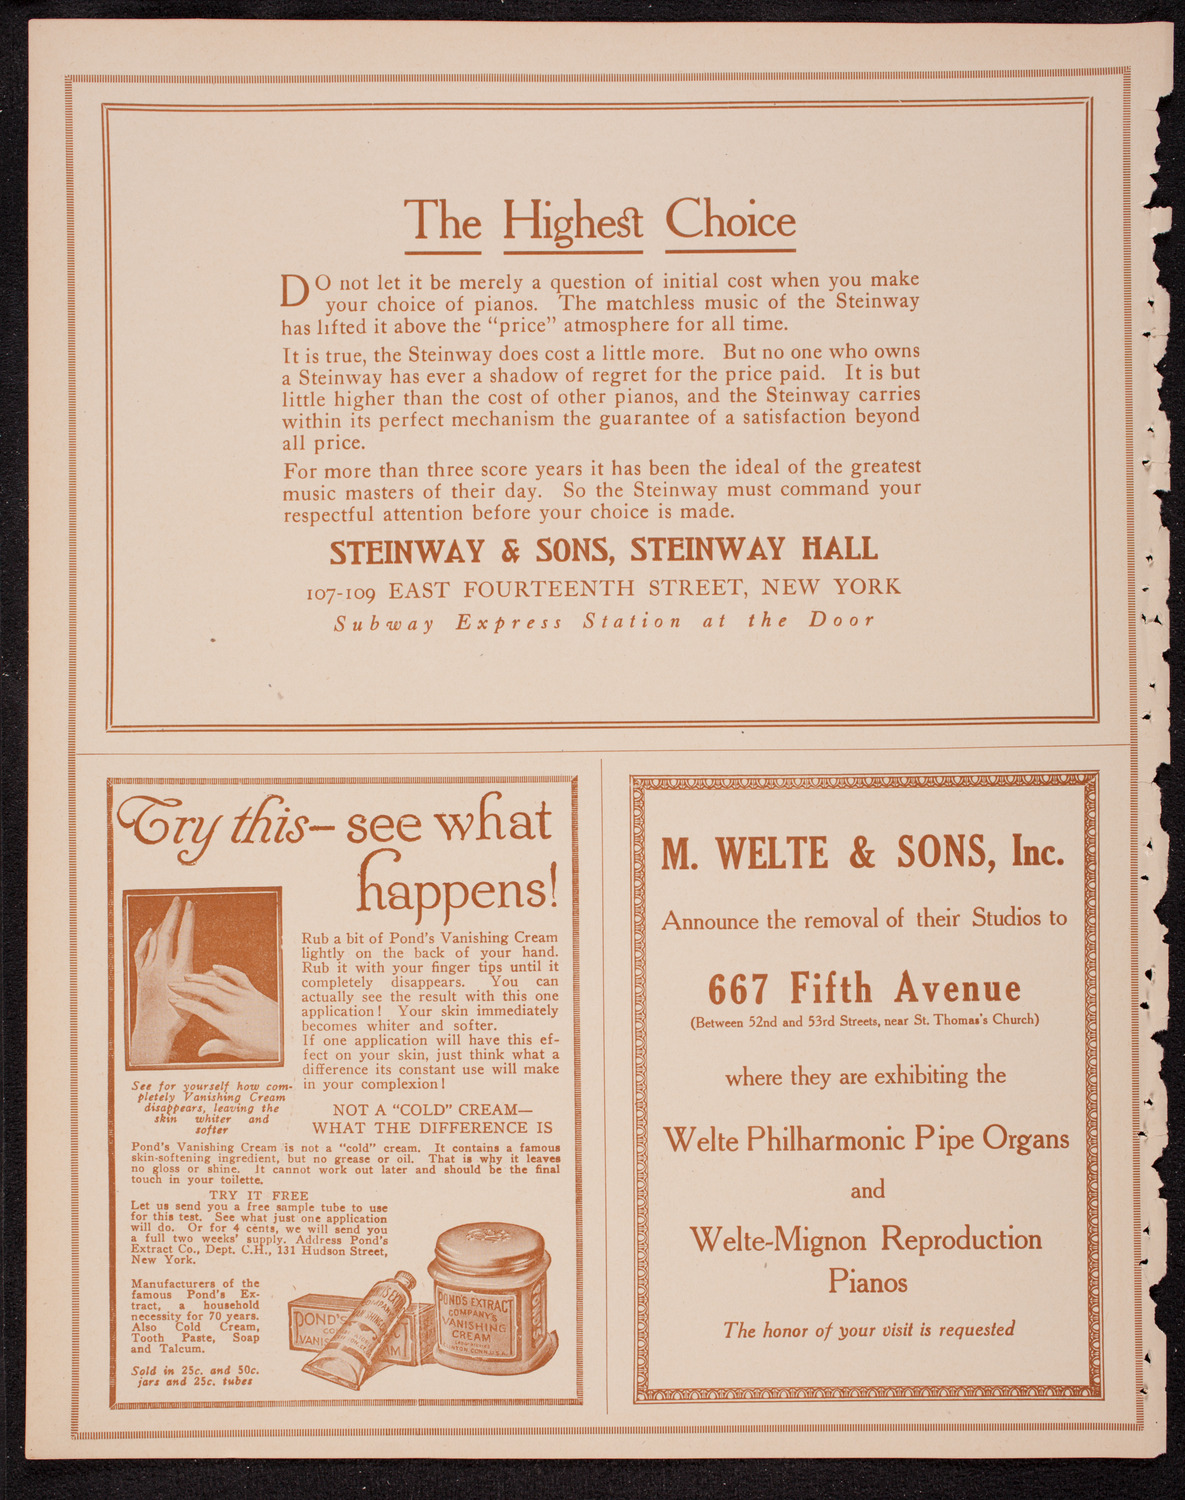 The Highest Choice
DO not let it be merely a question of initial cost when you make
your choice of pianos. The matchless music of the Steinway
has lifted it above the "price" atmosphere for all time.
It is true, the Steinway does cost a little more. But no one who owns
a Steinway has ever a shadow of regret for the price paid. It is but
little higher than the cost of other pianos, and the Steinway carries
within its perfect mechanism the guarantee of a satisfaction beyond
all price.
For more than three score years it has been the ideal of the greatest
music masters of their day. So the Steinway must command your
respectful attention before your choice is made.
STEINWAY & SONS, STEINWAY HALL
107-109 EAST FOURTEENTH STREET, NEW YORK
Subway Express Station at the Door
Try this—see what
happens!
Rub a bit of Pond's Vanishing Cream
lightly on the back of your hand.
Rub it with your finger tips until it
completely disappears. You can
actually see the result with this one
application! Your skin immediately
becomes whiter and softer.
If one application will have this ef-
fect on your skin, just think what a
difference its constant use will make
in your complexion!
See for yourself how com-
pletely Vanishing Cream
disappears, leaving the
skin whiter and
softer
NOT A "COLD" CREAM—
WHAT THE DIFFERENCE IS
Pond's Vanishing Cream is not a "cold" cream. It contains a famous
skin-softening ingredient, but no grease or oil. That is why it leaves
no gloss or shine. It cannot work out later and should be the final
touch in your toilette.
TRY IT FREE
Let us send you a free sample tube to use
for this test. See what just one application
will do. Or for 4 cents, we will send you
a full two weeks' supply. Address Pond's
Extract Co., Dept. C.H., 131 Hudson Street,
New York.
Manufacturers of the
famous Pond's Ex-
tract, a household
necessity for 70 years.
Also Cold Cream,
Tooth Paste, Soap
and Talcum.
Sold in 25c. and 50c.
jars and 25c. tubes
POND'S
VANIS
POND'S EXTRACT
COMPANY'S
VANISHING
CREAM
M. WELTE & SONS, Inc.
Announce the removal of their Studios to
667 Fifth Avenue
(Between 52nd and 53rd Streets, near St. Thomas's Church)
where they are exhibiting the
Welte Philharmonic Pipe Organs
and
Welte-Mignon Reproduction
Pianos
The honor of your visit is requested